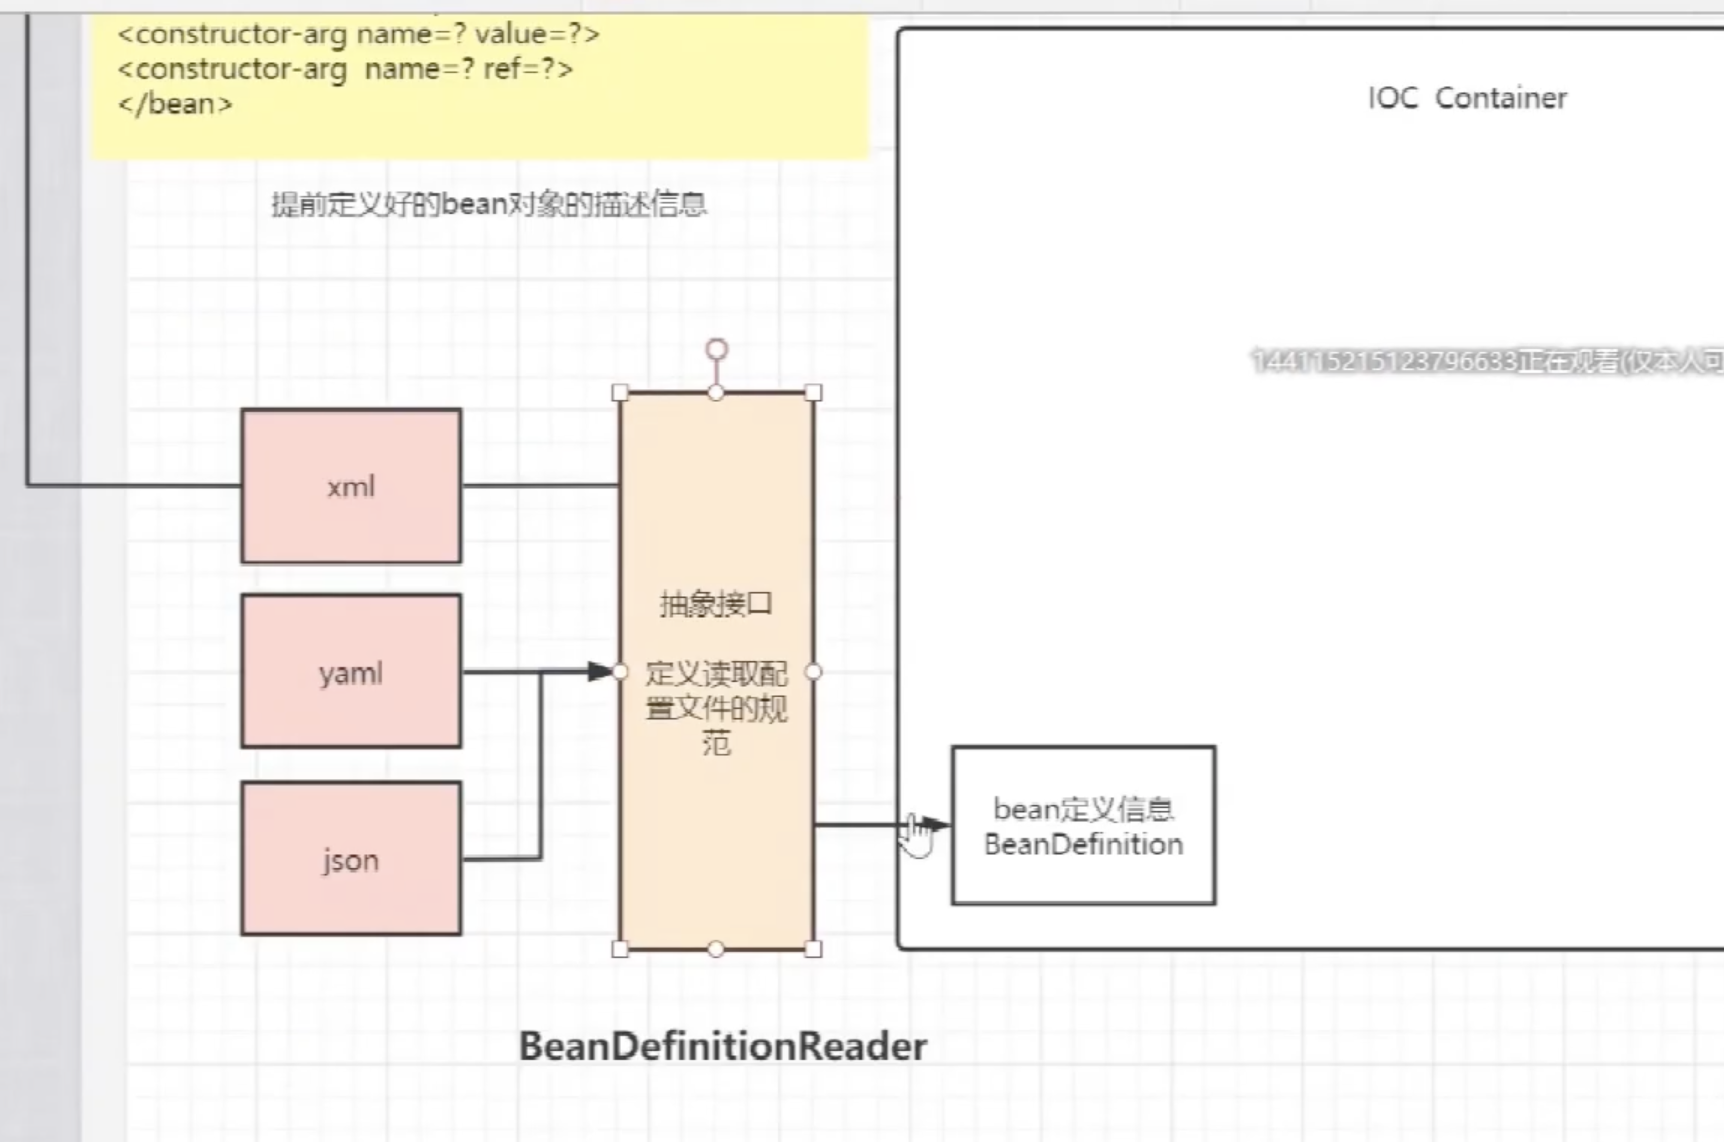 <constructor-arg name=? value=?>
<constructor-arg  name=? ref=?>
</bean>
提前定义好的bean对象的描述信息
IOC  Container
144115215123796633正在观看(仅本人可
xml
yaml
json
抽象接口
定义读取配
置文件的规
范
bean定义信息
BeanDefinition
BeanDefinitionReader